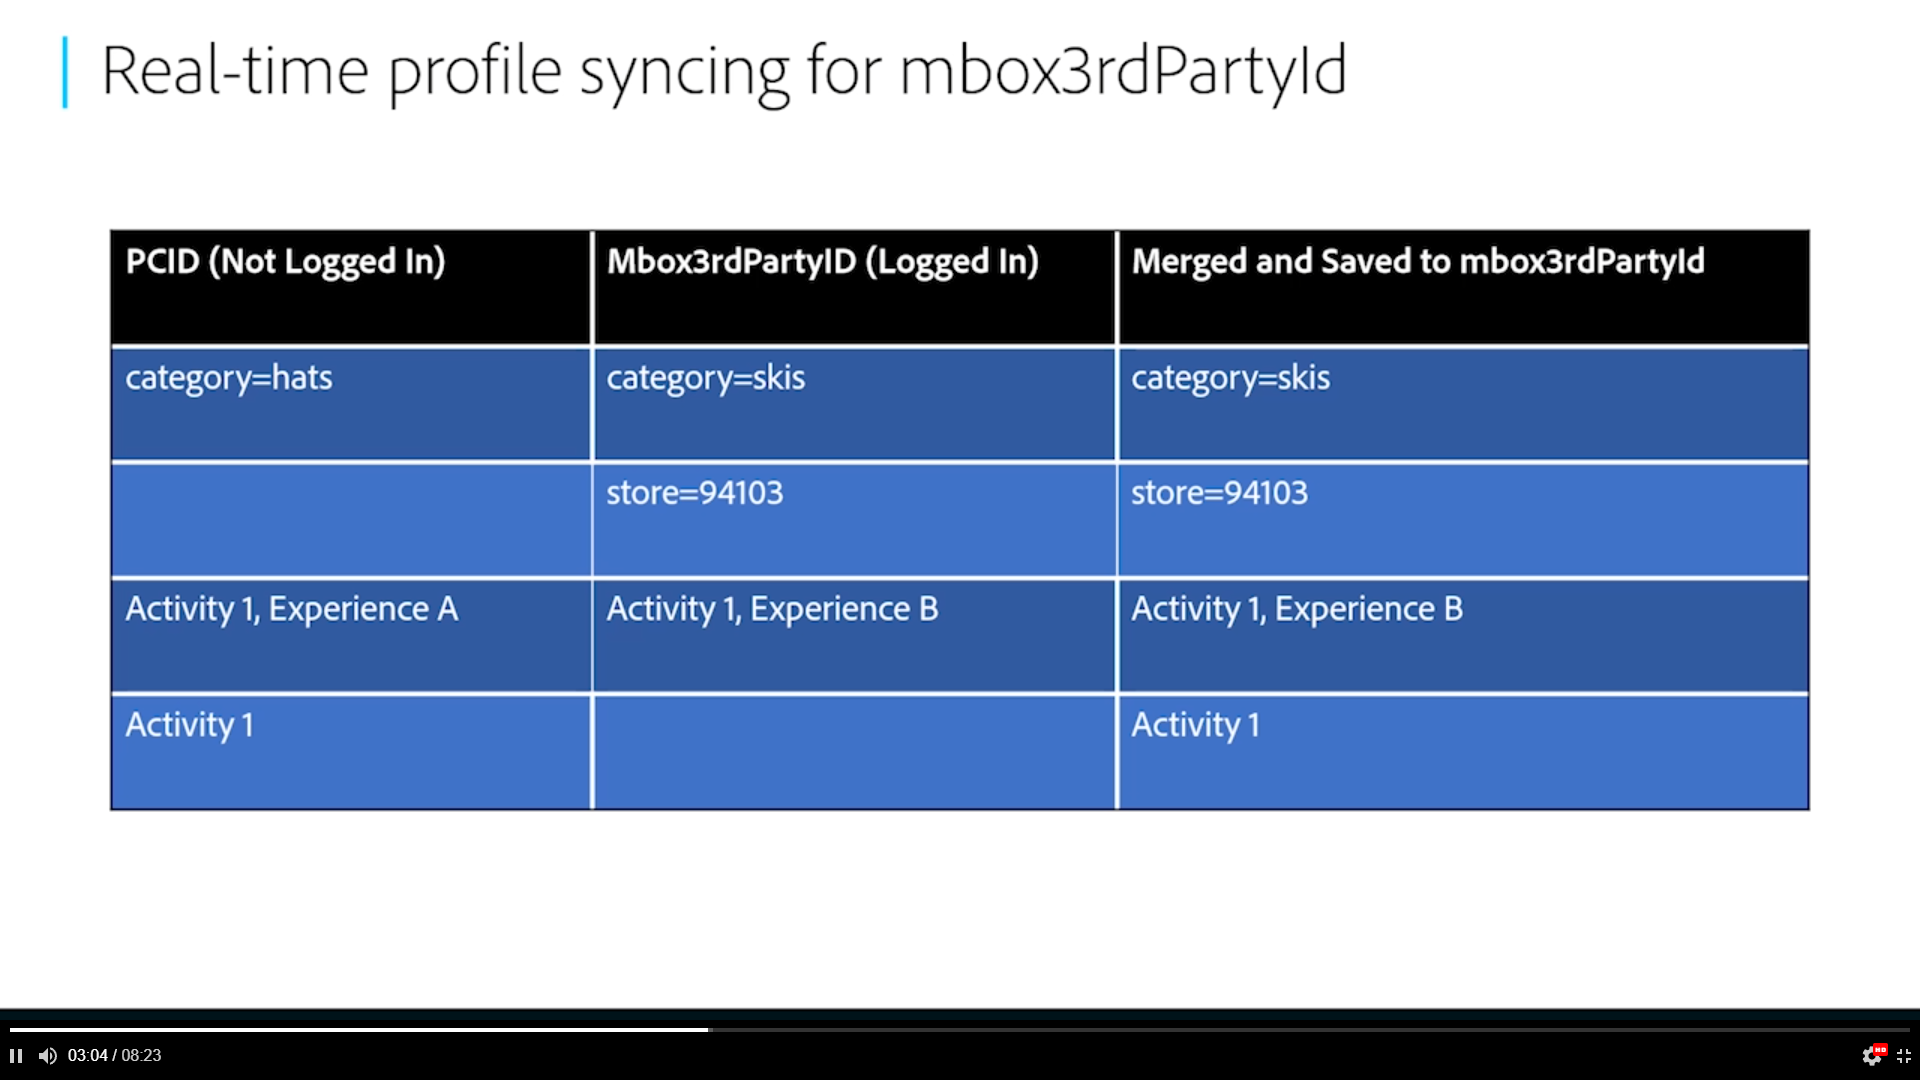 Real-time profile syncing for mbox3rdPartyId
PCID (Not Logged In) Mbox3rdPartyID (Logged In) Merged and Saved to mbox3rdPartyId
category=hats category=skis category=skis
store=94103 store=94103
Activity 1, Experience A Activity 1, Experience B Activity 1, Experience B
Activity 1 Activity 1
03:04 / 08:23
HD